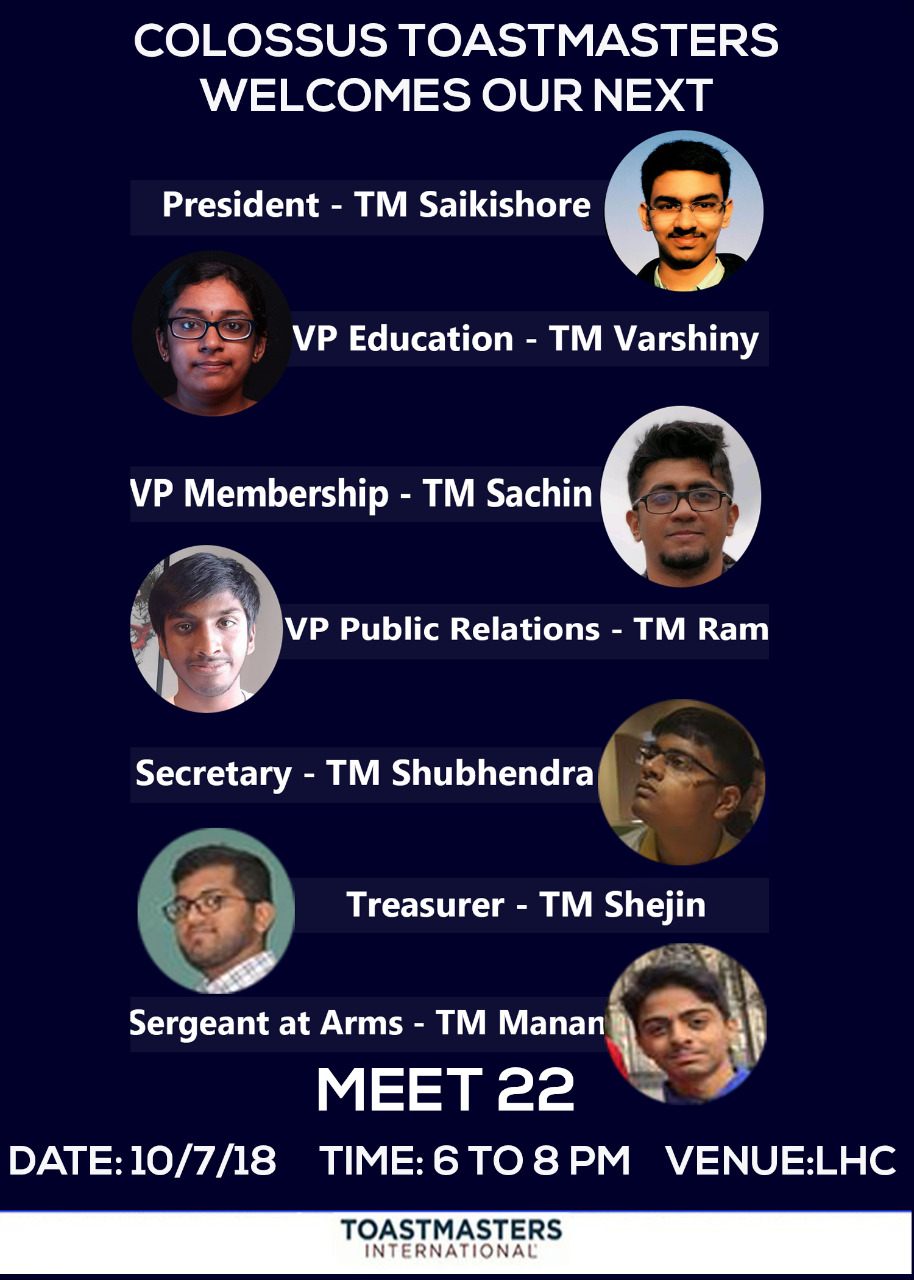 COLOSSUS TOASTMASTERS
WELCOMES OUR NEXT
President - TM Saikishore
VP Education - TM Varshiny
VP Membership - TM Sachin
VP Public Relations - TM Ram
Secretary - TM Shubhendra
Treasurer - TM Shejin
Sergeant at Arms - TM Manan
MEET 22
DATE: 10/7/18 TIME: 6 TO 8 PM VENUE:LHC
TOASTMASTERS
INTERNATIONAL